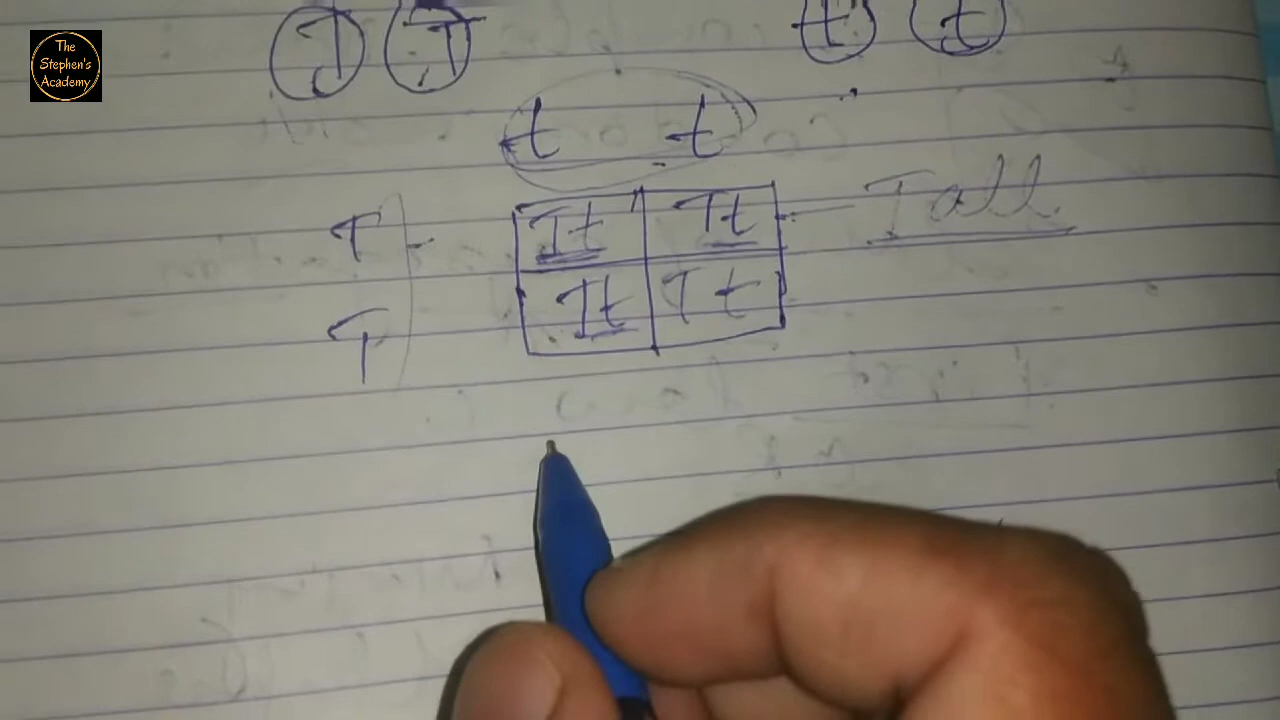 The
Stephen's
Academy
T T t t
t t
T Tt Tt Tall
T Tt Tt